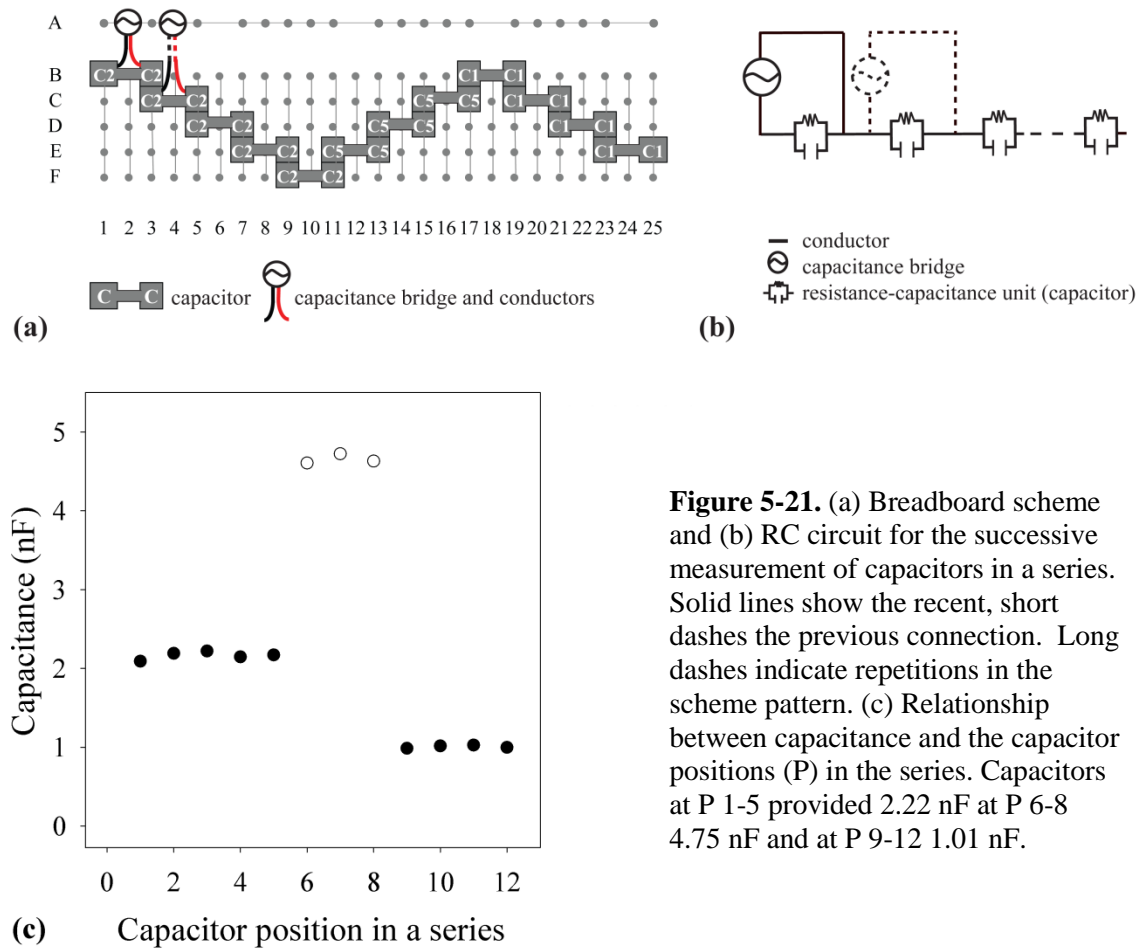 A
B
C
D
E
F
C2 C2
C2 C2
C2 C2
C2 C2
C2 C2
C5 C5
C5 C5
C5 C5
C1 C1
C1 C1
C1 C1
C1 C1
1 2 3 4 5 6 7 8 9 10 11 12 13 14 15 16 17 18 19 20 21 22 23 24 25
C C capacitor
capacitance bridge and conductors
(a)
conductor
capacitance bridge
resistance-capacitance unit (capacitor)
(b)
Capacitance (nF)
5
4
3
2
1
0
0 2 4 6 8 10 12
(c) Capacitor position in a series
Figure 5-21. (a) Breadboard scheme
and (b) RC circuit for the successive
measurement of capacitors in a series.
Solid lines show the recent, short
dashes the previous connection. Long
dashes indicate repetitions in the
scheme pattern. (c) Relationship
between capacitance and the capacitor
positions (P) in the series. Capacitors
at P 1-5 provided 2.22 nF at P 6-8
4.75 nF and at P 9-12 1.01 nF.